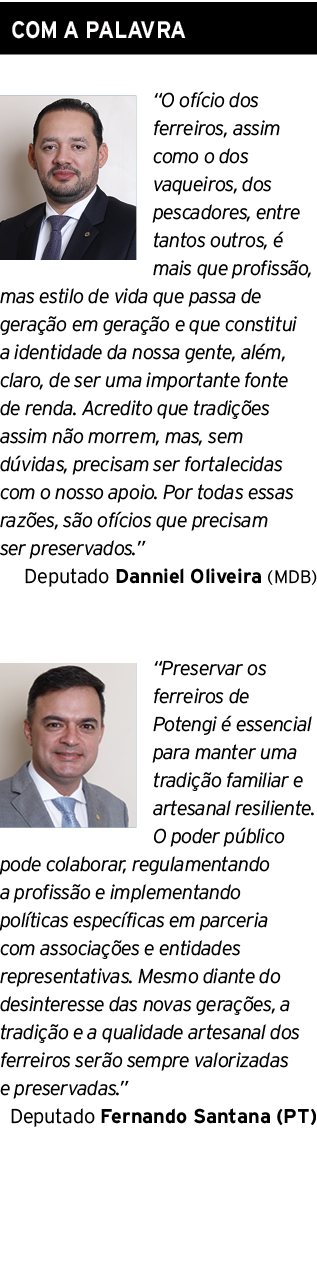 COM A PALAVRA
“O ofício dos
ferreiros, assim
como o dos
vaqueiros, dos
pescadores, entre
tantos outros, é
mais que profissão,
mas estilo de vida que passa de
geração em geração e que constitui
a identidade da nossa gente, além,
claro, de ser uma importante fonte
de renda. Acredito que tradições
assim não morrem, mas, sem
dúvidas, precisam ser fortalecidas
com o nosso apoio. Por todas essas
razões, são ofícios que precisam
ser preservados.”
Deputado Danniel Oliveira (MDB)
“Preservar os
ferreiros de
Potengi é essencial
para manter uma
tradição familiar e
artesanal resiliente.
O poder público
pode colaborar, regulamentando
a profissão e implementando
políticas específicas em parceria
com associações e entidades
representativas. Mesmo diante do
desinteresse das novas gerações, a
tradição e a qualidade artesanal dos
ferreiros serão sempre valorizadas
e preservadas.”
Deputado Fernando Santana (PT)